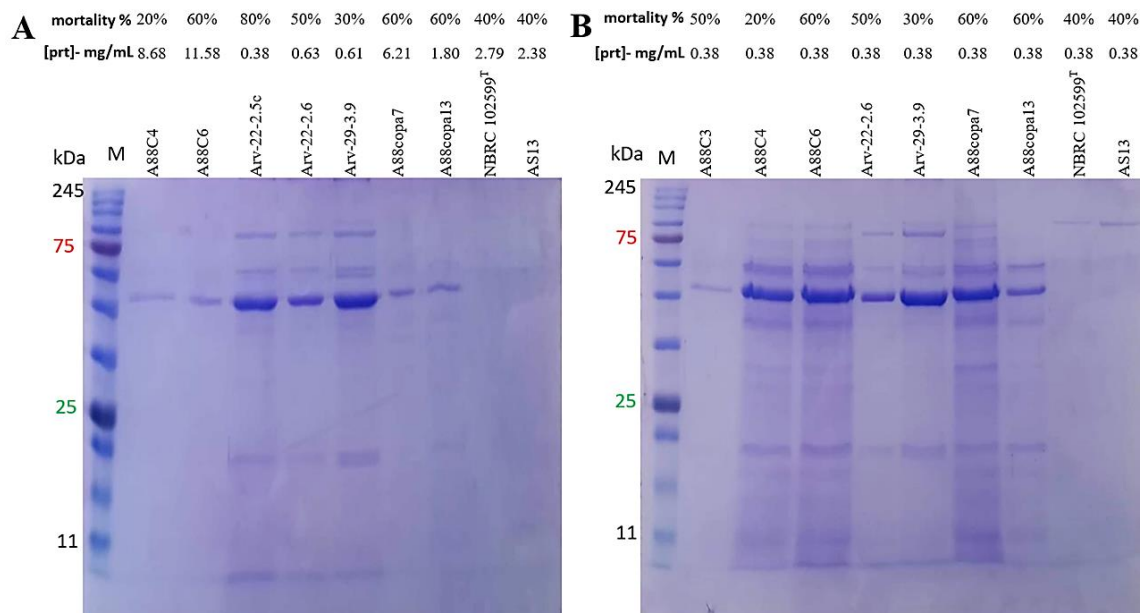 A
mortality % 20% 60% 80% 50% 30% 60% 60% 40% 40%
[prt]- mg/mL 8.68 11.58 0.38 0.63 0.61 6.21 1.80 2.79 2.38
kDa M A88C4 A88C6 Arv-22-2.5c Arv-22-2.6 Arv-29-3.9 A88copa7 A88copa13 NBRC 102599T AS13
245
75
25
11
B
mortality % 50% 20% 60% 50% 30% 60% 60% 40% 40%
[prt]- mg/mL 0.38 0.38 0.38 0.38 0.38 0.38 0.38 0.38 0.38
kDa M A88C3 A88C4 A88C6 Arv-22-2.6 Arv-29-3.9 A88copa7 A88copa13 NBRC 102599T AS13
245
75
25
11